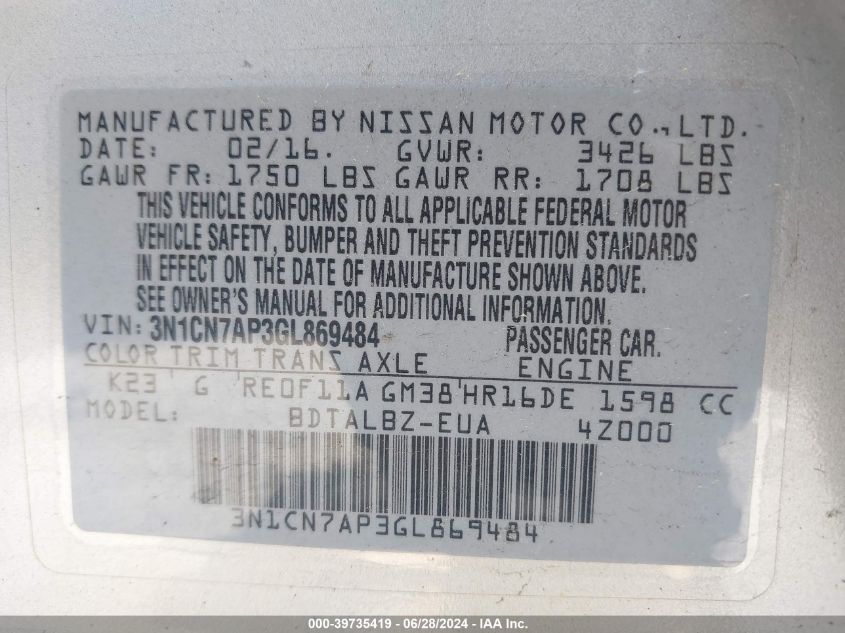 MANUFACTURED BY NISSAN MOTOR CO., LTD.
DATE: 02/16. GVWR: 3426 LBS
GAWR FR: 1750 LBS GAWR RR: 1708 LBS
THIS VEHICLE CONFORMS TO ALL APPLICABLE FEDERAL MOTOR
VEHICLE SAFETY, BUMPER AND THEFT PREVENTION STANDARDS
IN EFFECT ON THE DATE OF MANUFACTURE SHOWN ABOVE.
SEE OWNER'S MANUAL FOR ADDITIONAL INFORMATION.
VIN: 3N1CN7AP3GL869484 PASSENGER CAR.
COLOR TRIM TRANS AXLE ENGINE
K23 G RE0F11A GM38 HR16DE 1598 CC
MODEL: BDTALBZ-EUA 4Z000
3N1CN7AP3GL869484
000-39735419 - 06/28/2024 - IAA Inc.